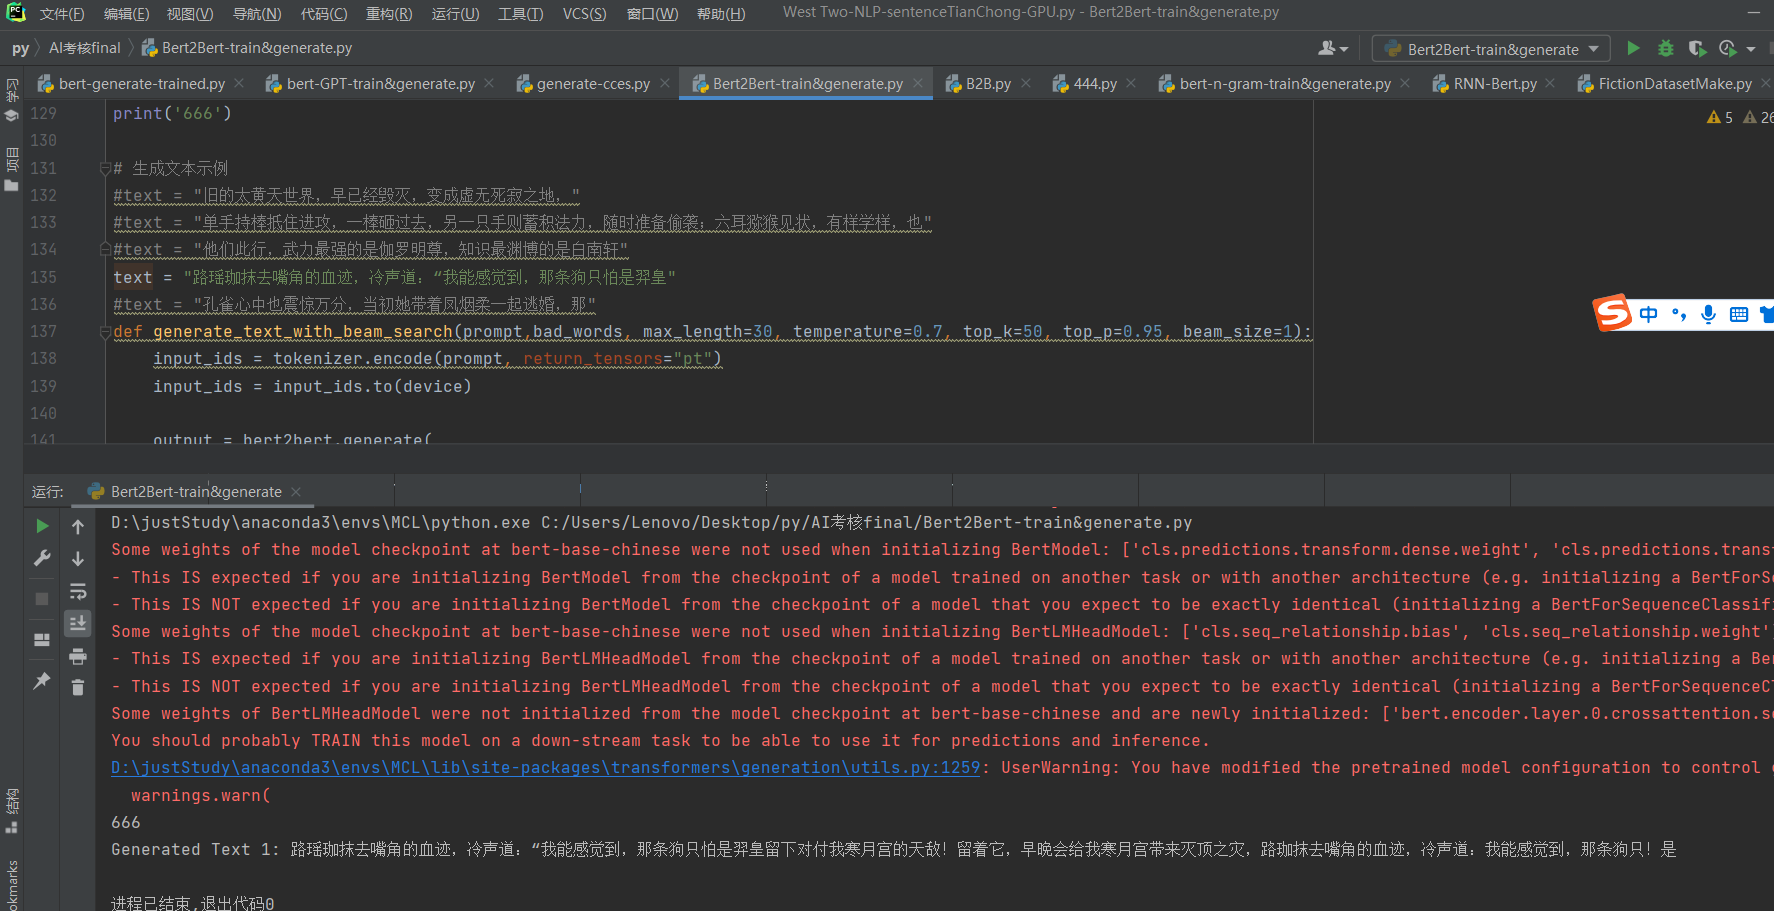 文件(F) 编辑(E) 视图(V) 导航(N) 代码(C) 重构(R) 运行(U) 工具(T) VCS(S) 窗口(W) 帮助(H) West Two-NLP-sentenceTianChong-GPU.py - Bert2Bert-train&generate.py
py AI考核final Bert2Bert-train&generate.py Bert2Bert-train&generate
bert-generate-trained.py bert-GPT-train&generate.py generate-cces.py Bert2Bert-train&generate.py B2B.py 444.py bert-n-gram-train&generate.py RNN-Bert.py FictionDatasetMake.py
项目
129 print('666') 5 26
130
131 # 生成文本示例
132 #text = "旧的太黄天世界，早已经毁灭，变成虚无死寂之地，"
133 #text = "单手持棒抵住进攻，一棒砸过去，另一只手则蓄积法力，随时准备偷袭；六耳猕猴见状，有样学样，也"
134 #text = "他们此行，武力最强的是伽罗明尊，知识最渊博的是白南轩"
135 text = "路瑶珈抹去嘴角的血迹，冷声道：“我能感觉到，那条狗只怕是羿皇"
136 #text = "孔雀心中也震惊万分，当初她带着凤烟柔一起逃婚，那"
137 def generate_text_with_beam_search(prompt,bad_words, max_length=30, temperature=0.7, top_k=50, top_p=0.95, beam_size=1):
138 input_ids = tokenizer.encode(prompt, return_tensors="pt")
139 input_ids = input_ids.to(device)
140
141 output = bert2bert.generate(
中
运行: Bert2Bert-train&generate
D:\justStudy\anaconda3\envs\MCL\python.exe C:/Users/Lenovo/Desktop/py/AI考核final/Bert2Bert-train&generate.py
Some weights of the model checkpoint at bert-base-chinese were not used when initializing BertModel: ['cls.predictions.transform.dense.weight', 'cls.predictions.transf
- This IS expected if you are initializing BertModel from the checkpoint of a model trained on another task or with another architecture (e.g. initializing a BertForSe
- This IS NOT expected if you are initializing BertModel from the checkpoint of a model that you expect to be exactly identical (initializing a BertForSequenceClassifi
Some weights of the model checkpoint at bert-base-chinese were not used when initializing BertLMHeadModel: ['cls.seq_relationship.bias', 'cls.seq_relationship.weight'
- This IS expected if you are initializing BertLMHeadModel from the checkpoint of a model trained on another task or with another architecture (e.g. initializing a Ber
- This IS NOT expected if you are initializing BertLMHeadModel from the checkpoint of a model that you expect to be exactly identical (initializing a BertForSequenceCl
Some weights of BertLMHeadModel were not initialized from the model checkpoint at bert-base-chinese and are newly initialized: ['bert.encoder.layer.0.crossattention.se
You should probably TRAIN this model on a down-stream task to be able to use it for predictions and inference.
D:\justStudy\anaconda3\envs\MCL\lib\site-packages\transformers\generation\utils.py:1259: UserWarning: You have modified the pretrained model configuration to control
warnings.warn(
结构
666
Generated Text 1: 路瑶珈抹去嘴角的血迹，冷声道：“我能感觉到，那条狗只怕是羿皇留下对付我寒月宫的天敌！留着它，早晚会给我寒月宫带来灭顶之灾，路珈抹去嘴角的血迹，冷声道：我能感觉到，那条狗只！是
okmarks
进程已结束,退出代码0